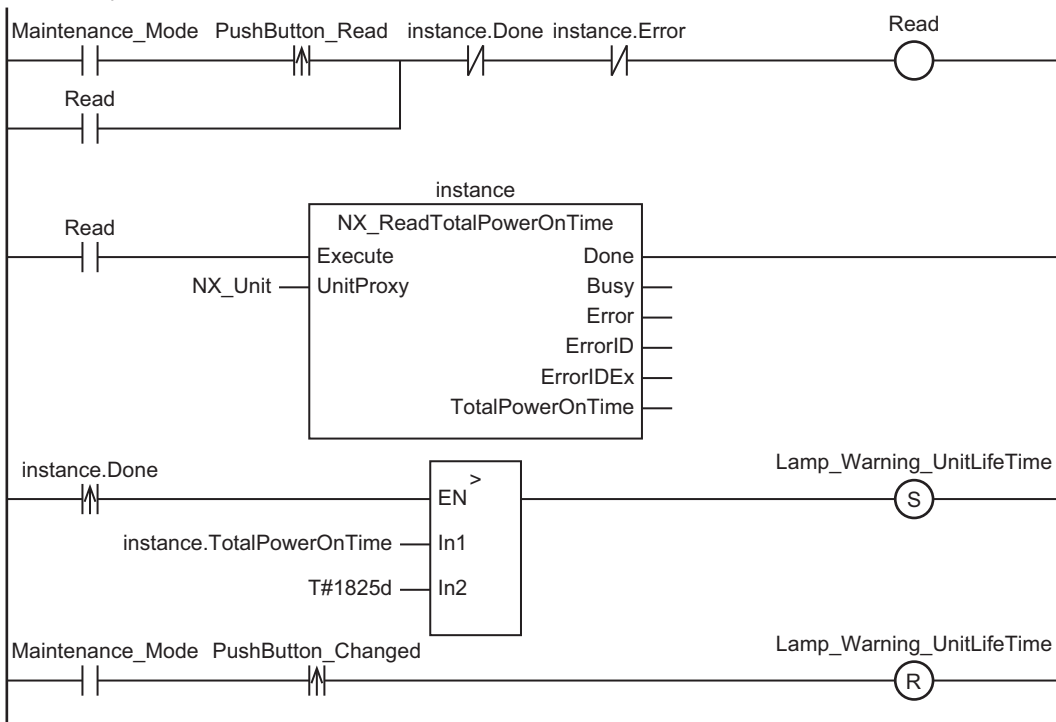 Maintenance_Mode PushButton_Read instance.Done instance.Error Read
Read
instance
NX_ReadTotalPowerOnTime
Read
Execute Done
NX_Unit UnitProxy Busy
Error
ErrorID
ErrorIDEx
TotalPowerOnTime
instance.Done Lamp_Warning_UnitLifeTime
>
EN S
instance.TotalPowerOnTime In1
T#1825d In2
Maintenance_Mode PushButton_Changed Lamp_Warning_UnitLifeTime
R